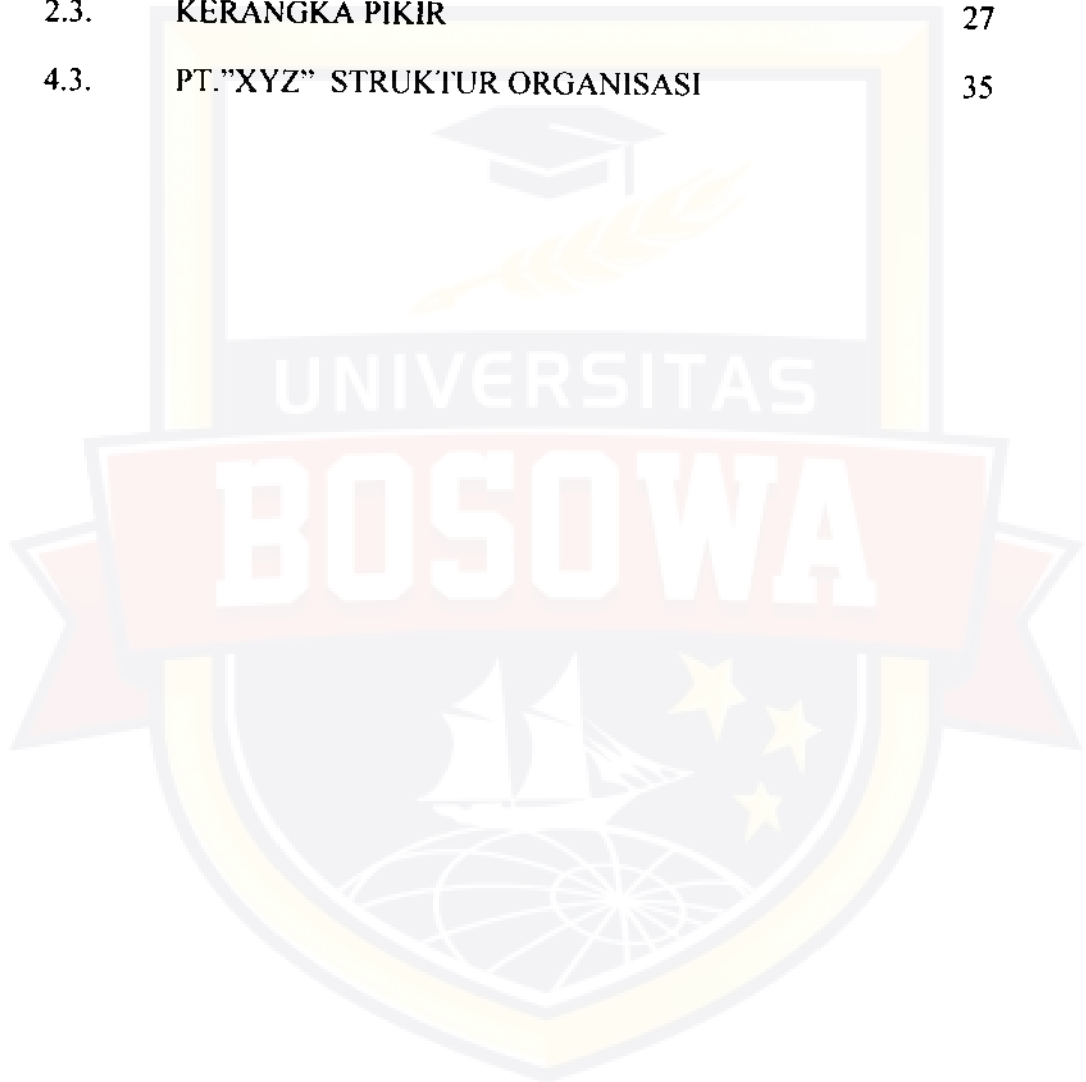 2.3. KERANGKA PIKIR 27
4.3. PT.”XYZ” STRUKTUR ORGANISASI 35
UNIVERSITAS
BOSOWA